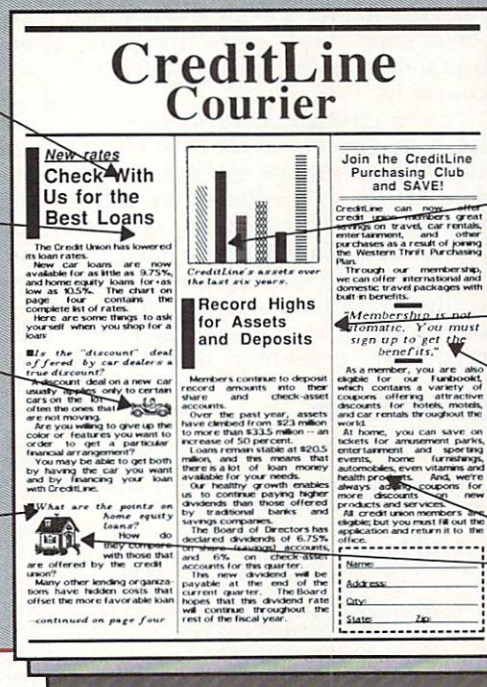 CreditLine
Courier
New rates
Check With
Us for the
Best Loans
The Credit Union has lowered
its loan rates.
New car loans are now
available for as little as 9.75%,
and home equity loans for as
low as 10.5%. The chart on
page four contains the
complete list of rates.
Here are some things to ask
yourself when you shop for a
loan:
■Is the "discount" deal
offered by car dealers a
true discount?
A discount deal on a new car
usually applies only to certain
cars on the lot
often the ones that
are not moving.
Are you willing to give up the
color or features you want to
order to get a particular
financial arrangement?
You may be able to get both
by having the car you want
and by financing your loan
with CreditLine.
What are the points on
home equity
loans?
How do
they compare
with those that
are offered by the credit
union?
Many other lending organiza-
tions have hidden costs that
offset the more favorable loan
--continued on page four
CreditLine's assets over
the last six years.
Record Highs
for Assets
and Deposits
Members continue to deposit
record amounts into their
share and check-asset
accounts.
Over the past year, assets
have climbed from $23 million
to more than $33.5 million -- an
increase of 50 percent.
Loans remain stable at $20.5
million, and this means that
there is a lot of loan money
available for your needs.
Our healthy growth enables
us to continue paying higher
dividends than those offered
by traditional banks and
savings companies.
The Board of Directors has
declared dividends of 6.75%
on share (savings) accounts,
and 6% on check-asset
accounts for this quarter.
This new dividend will be
payable at the end of the
current quarter. The Board
hopes that this dividend rate
will continue throughout the
rest of the fiscal year.
Join the CreditLine
Purchasing Club
and SAVE!
CreditLine can now offer
credit union members great
savings on travel, car rentals,
entertainment, and other
purchases as a result of joining
the Western Thrift Purchasing
Plan.
Through our membership,
we can offer international and
domestic travel packages with
built-in benefits.
"Membership is not
automatic. You must
sign up to get the
benefits."
As a member, you are also
eligible for our Funbook!,
which contains a variety of
coupons offering attractive
discounts for hotels, motels,
and car rentals throughout the
world.
At home, you can save on
tickets for amusement parks,
entertainment and sporting
events, home furnishings,
automobiles, even vitamins and
health products. And, we're
always adding coupons for
more discounts on new
products and services.
All credit union members are
eligible; but you must fill out the
application and return it to the
office.
Name:
Address:
City:
State: Zip: